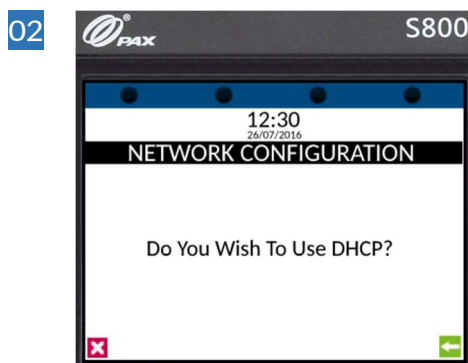 02
PAX® S800
12:30
26/07/2016
NETWORK CONFIGURATION
Do You Wish To Use DHCP?